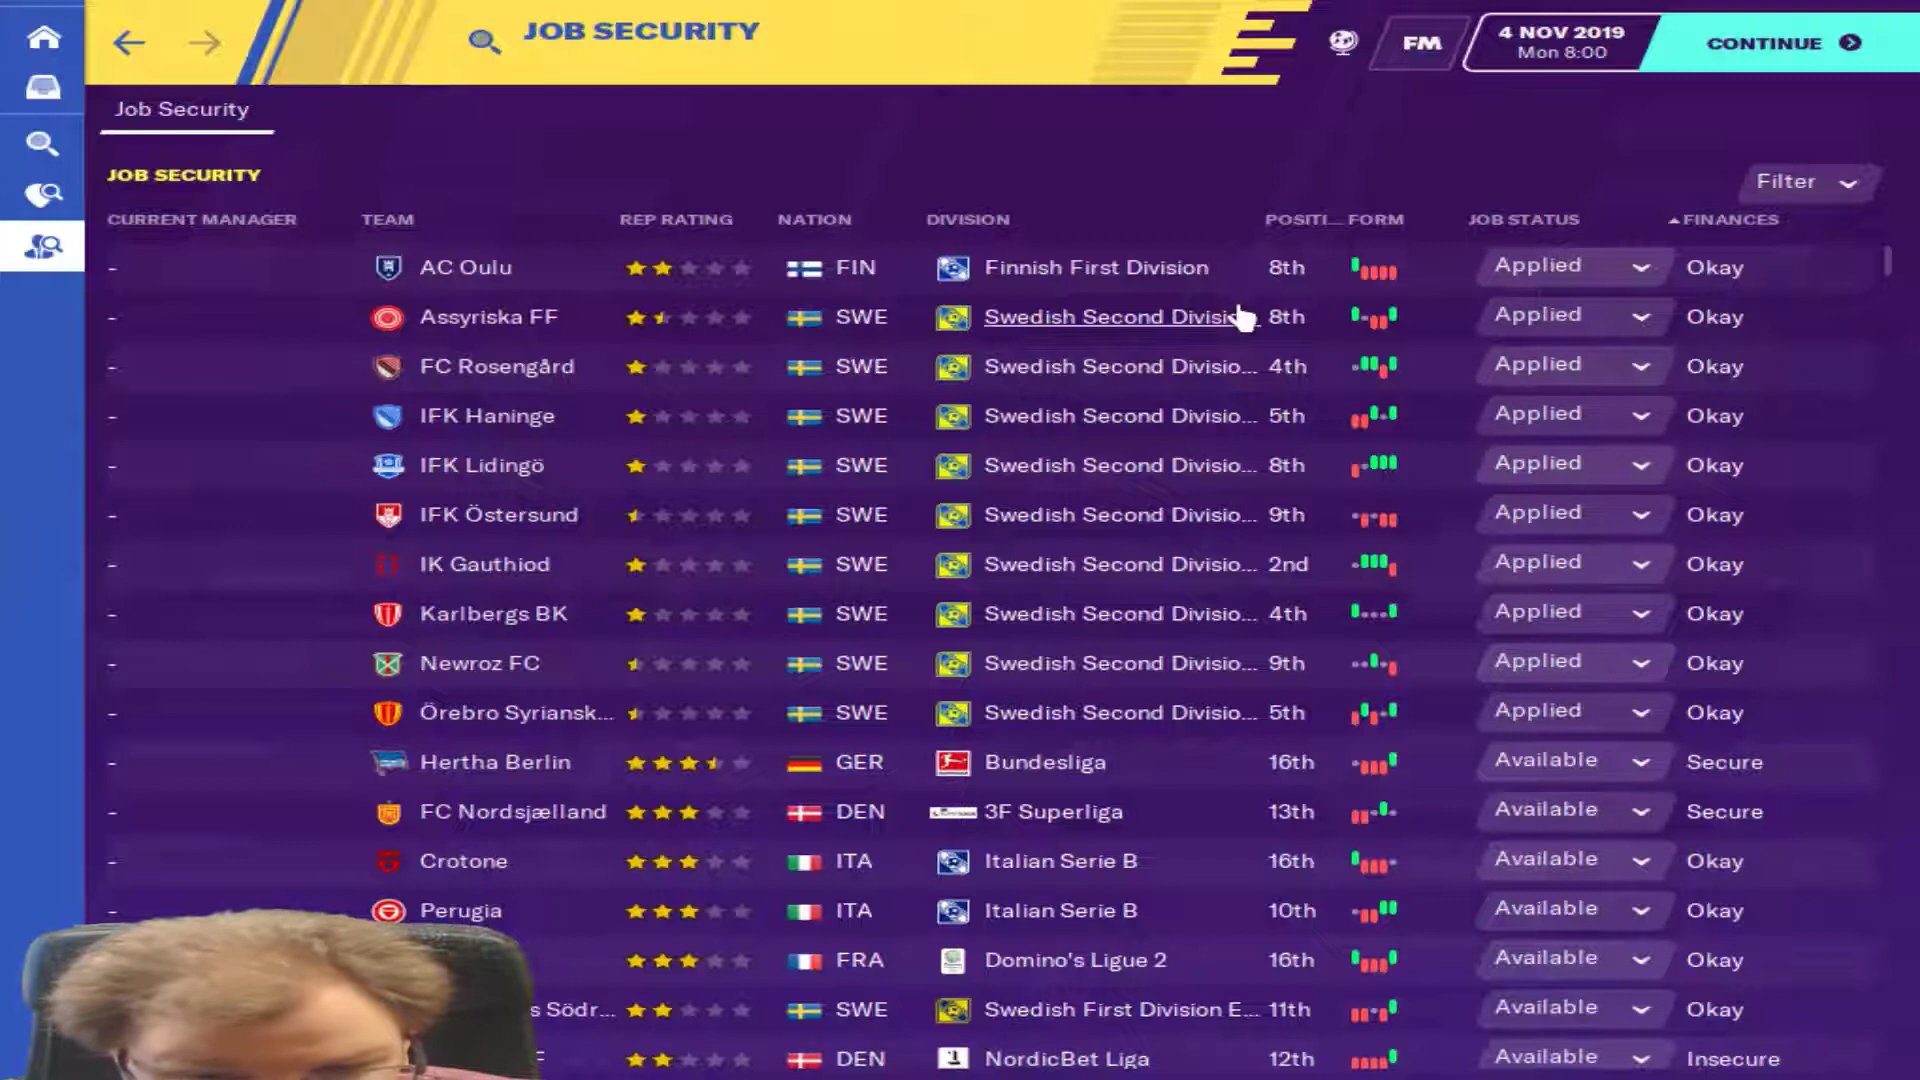 JOB SECURITY
FM
4 NOV 2019
Mon 8:00
CONTINUE
Job Security
JOB SECURITY
Filter
CURRENT MANAGER TEAM REP RATING NATION DIVISION POSITI... FORM JOB STATUS FINANCES
- AC Oulu FIN Finnish First Division 8th Applied Okay
- Assyriska FF SWE Swedish Second Divisi 8th Applied Okay
- FC Rosengård SWE Swedish Second Divisio... 4th Applied Okay
- IFK Haninge SWE Swedish Second Divisio... 5th Applied Okay
- IFK Lidingö SWE Swedish Second Divisio... 8th Applied Okay
- IFK Östersund SWE Swedish Second Divisio... 9th Applied Okay
- IK Gauthiod SWE Swedish Second Divisio... 2nd Applied Okay
- Karlbergs BK SWE Swedish Second Divisio... 4th Applied Okay
- Newroz FC SWE Swedish Second Divisio... 9th Applied Okay
- Örebro Syriansk... SWE Swedish Second Divisio... 5th Applied Okay
- Hertha Berlin GER Bundesliga 16th Available Secure
- FC Nordsjælland DEN 3F Superliga 13th Available Secure
- Crotone ITA Italian Serie B 16th Available Okay
- Perugia ITA Italian Serie B 10th Available Okay
FRA Domino's Ligue 2 16th Available Okay
s Södr... SWE Swedish First Division E... 11th Available Okay
F DEN NordicBet Liga 12th Available Insecure